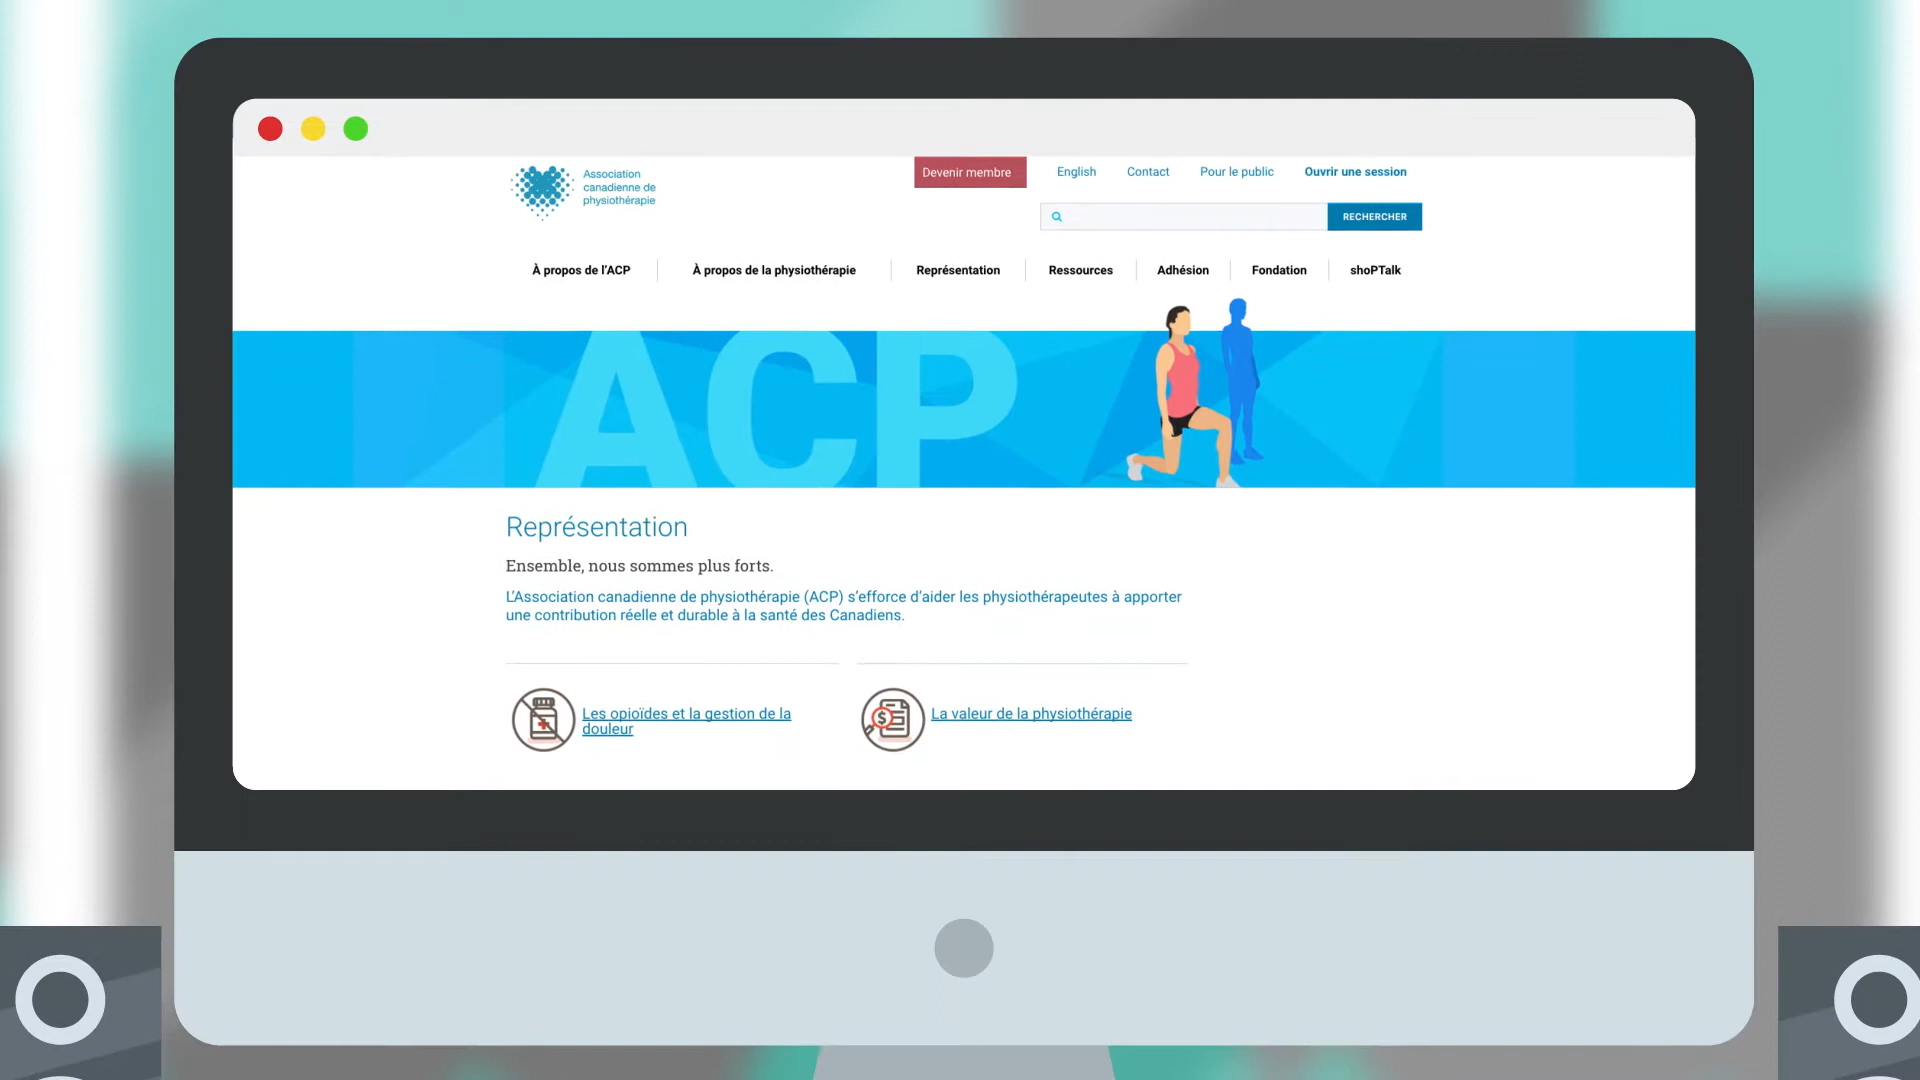 Association
canadienne de
physiothérapie
Devenir membre
English
Contact
Pour le public
Ouvrir une session
RECHERCHER
À propos de l'ACP
À propos de la physiothérapie
Représentation
Ressources
Adhésion
Fondation
shoPTalk
ACP
Représentation
Ensemble, nous sommes plus forts.
L'Association canadienne de physiothérapie (ACP) s'efforce d'aider les physiothérapeutes à apporter
une contribution réelle et durable à la santé des Canadiens.
Les opioïdes et la gestion de la
douleur
La valeur de la physiothérapie